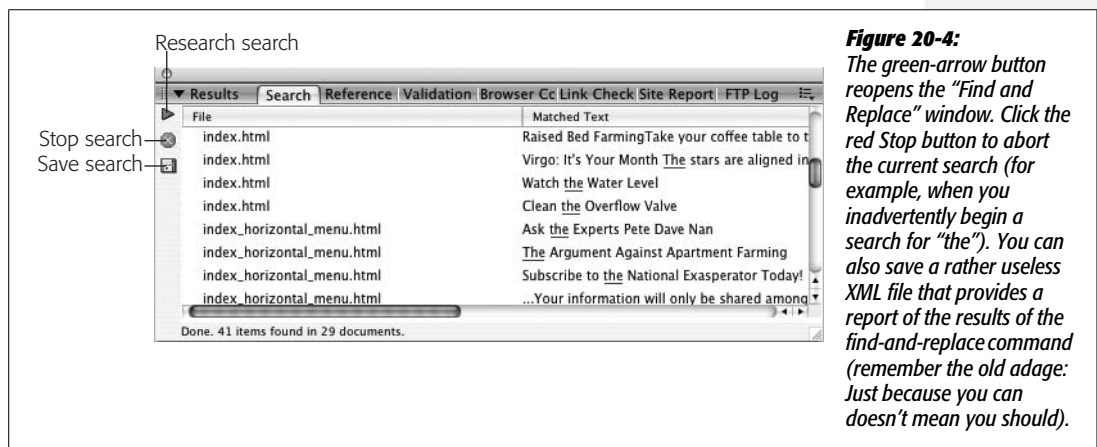 Research search
Stop search
Save search
Results Search Reference Validation Browser Cc Link Check Site Report FTP Log
File Matched Text
index.html Raised Bed FarmingTake your coffee table to t
index.html Virgo: It's Your Month The stars are aligned in
index.html Watch the Water Level
index.html Clean the Overflow Valve
index_horizontal_menu.html Ask the Experts Pete Dave Nan
index_horizontal_menu.html The Argument Against Apartment Farming
index_horizontal_menu.html Subscribe to the National Exasperator Today!
index_horizontal_menu.html ...Your information will only be shared among
Done. 41 items found in 29 documents.
Figure 20-4:
The green-arrow button
reopens the “Find and
Replace” window. Click the
red Stop button to abort
the current search (for
example, when you
inadvertently begin a
search for “the”). You can
also save a rather useless
XML file that provides a
report of the results of the
find-and-replace command
(remember the old adage:
Just because you can
doesn’t mean you should).